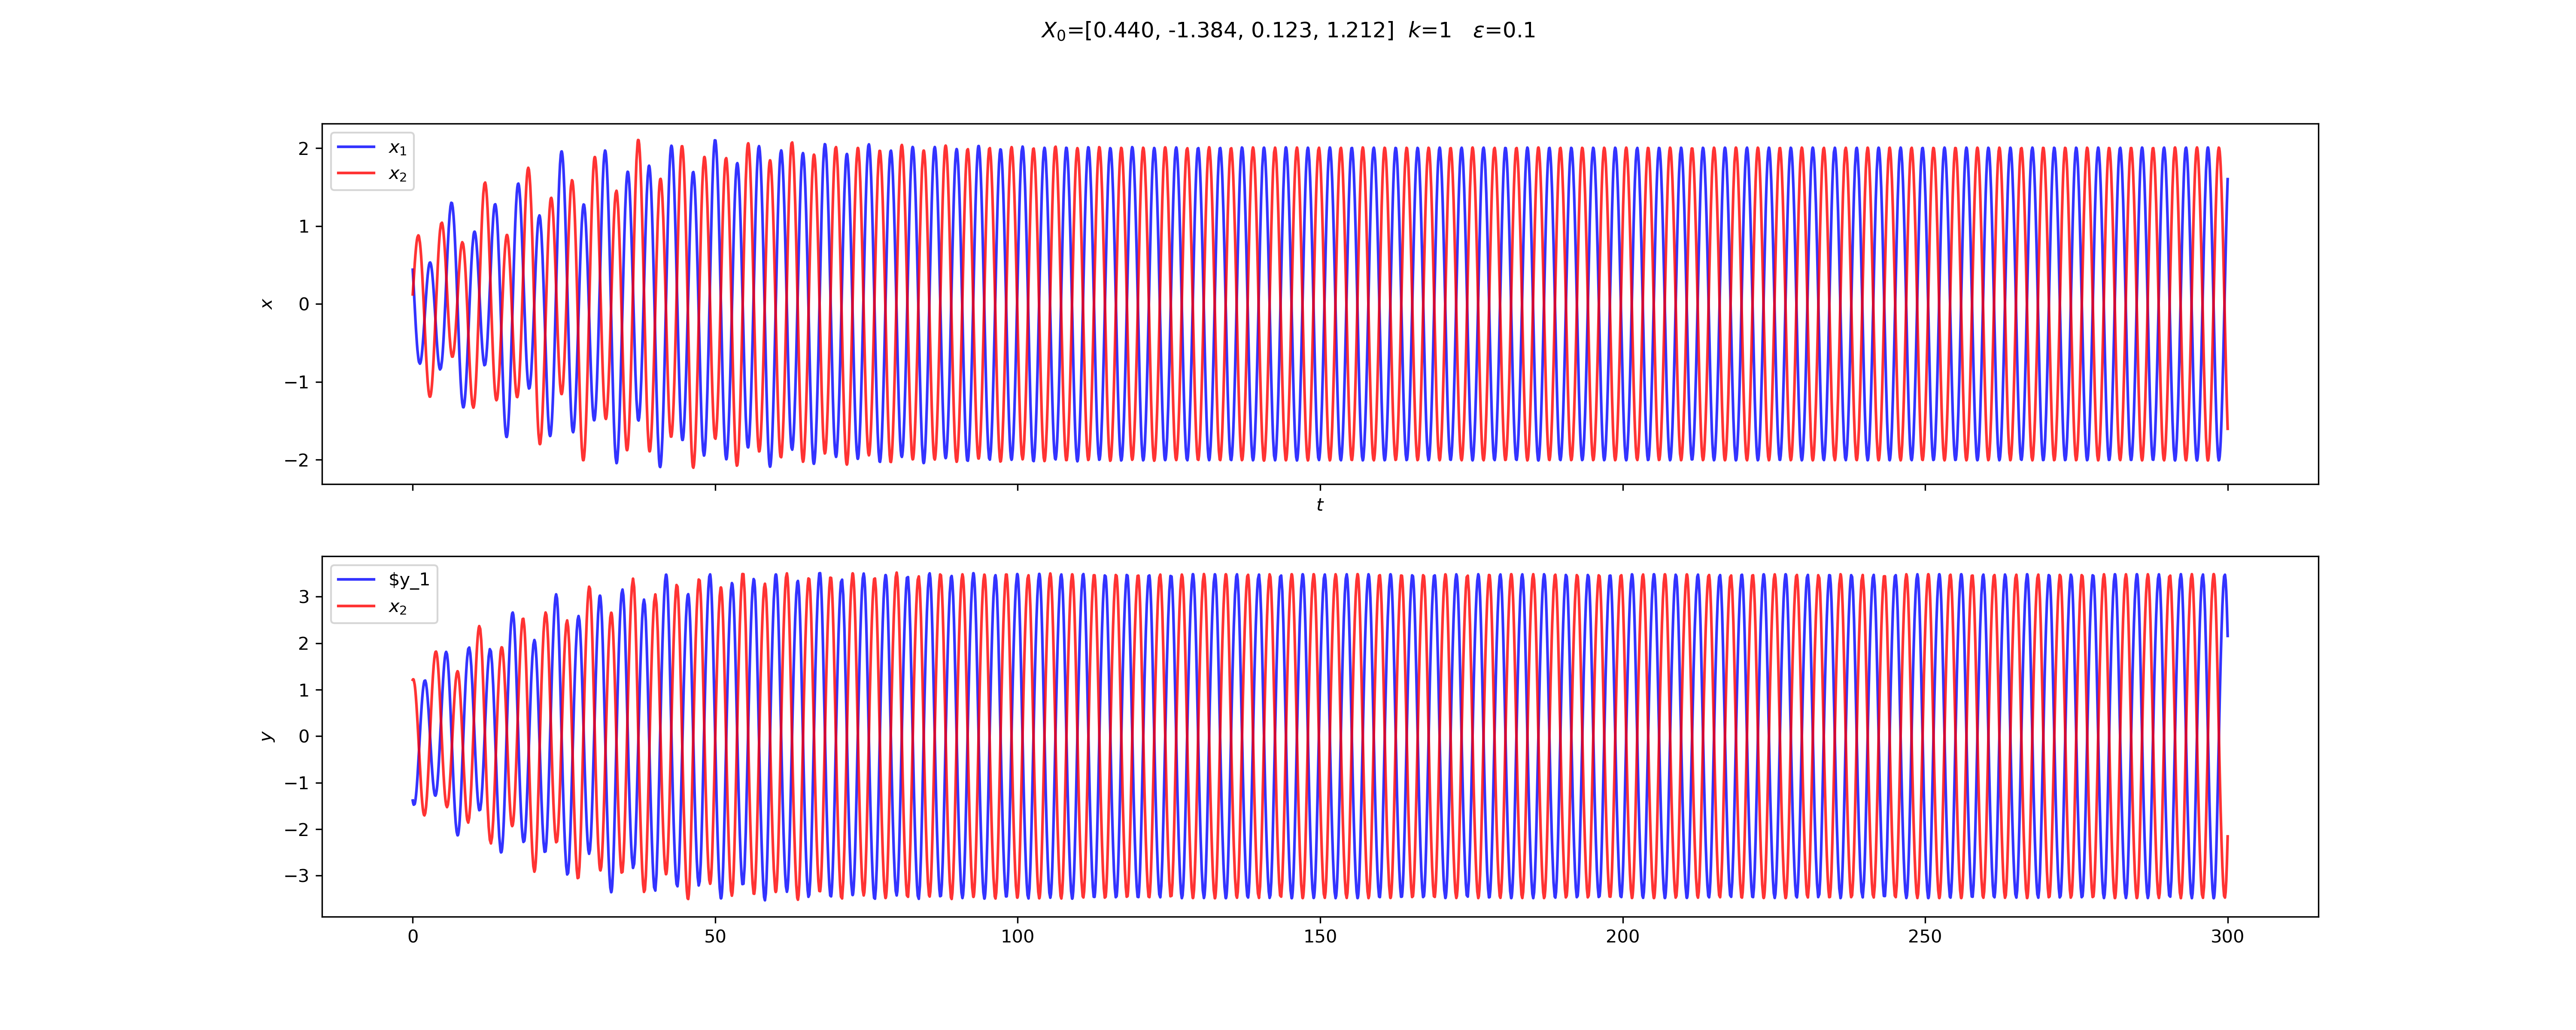 X₀=[0.440, -1.384, 0.123, 1.212] k=1 ε=0.1
x₁
x₂
2
1
0
−1
−2
x
t
$y_1
x₂
3
2
1
0
−1
−2
−3
y
0 50 100 150 200 250 300